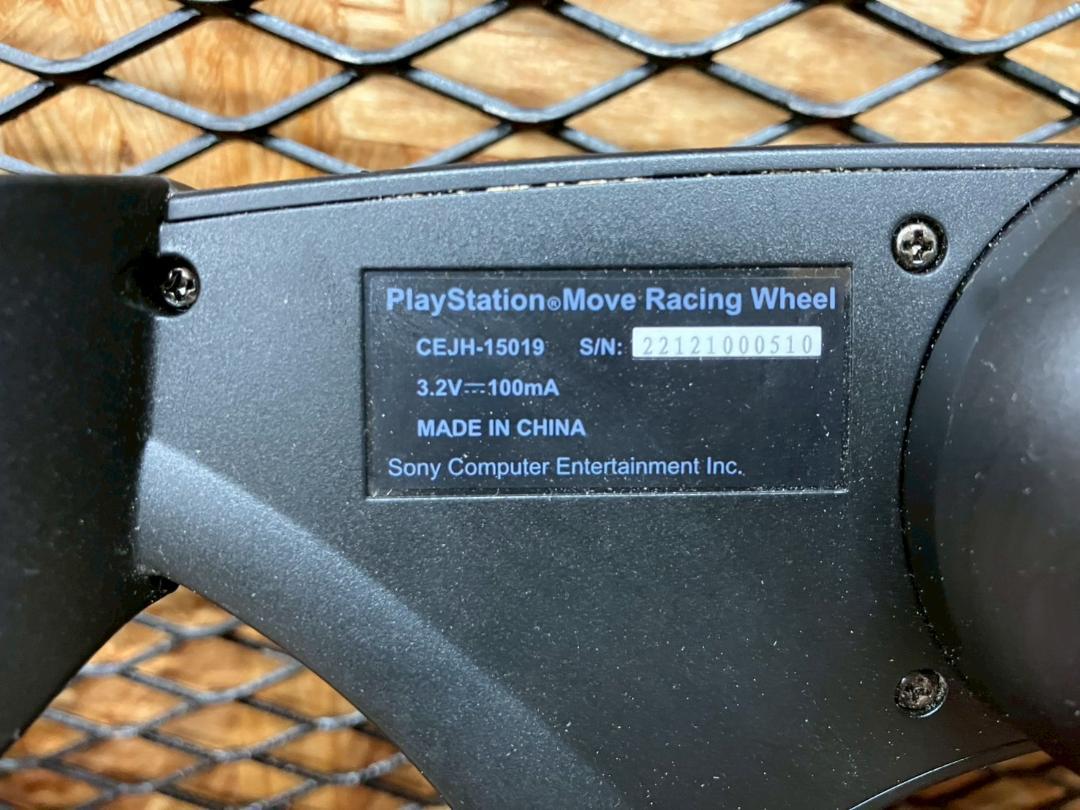 PlayStation®Move Racing Wheel
CEJH-15019 S/N: 22121000510
3.2V⎓100mA
MADE IN CHINA
Sony Computer Entertainment Inc.